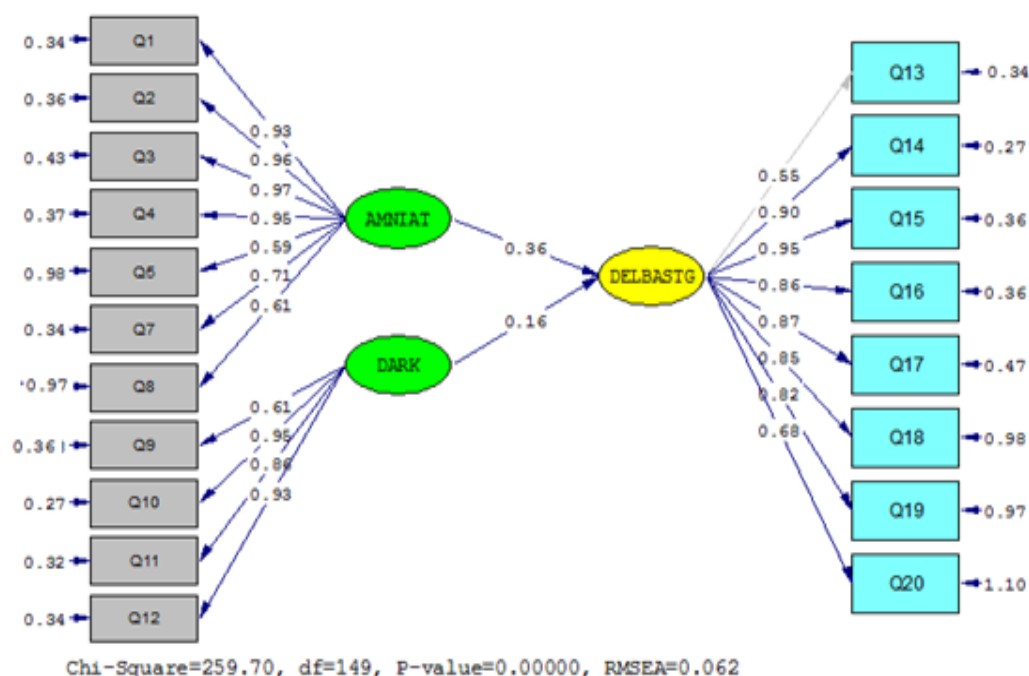 0.34 Q1
0.36 Q2
0.43 Q3
0.37 Q4
0.98 Q5
0.34 Q7
0.97 Q8
0.36 Q9
0.27 Q10
0.32 Q11
0.34 Q12
0.93
0.96
0.97
0.95
0.59
0.71
0.61
AMNIAT
0.61
0.95
0.86
0.93
DARK
0.36
0.16
DELBASTG
0.55
0.90
0.95
0.86
0.87
0.85
0.82
0.68
Q13 0.34
Q14 0.27
Q15 0.36
Q16 0.36
Q17 0.47
Q18 0.98
Q19 0.97
Q20 1.10
Chi-Square=259.70, df=149, P-value=0.00000, RMSEA=0.062